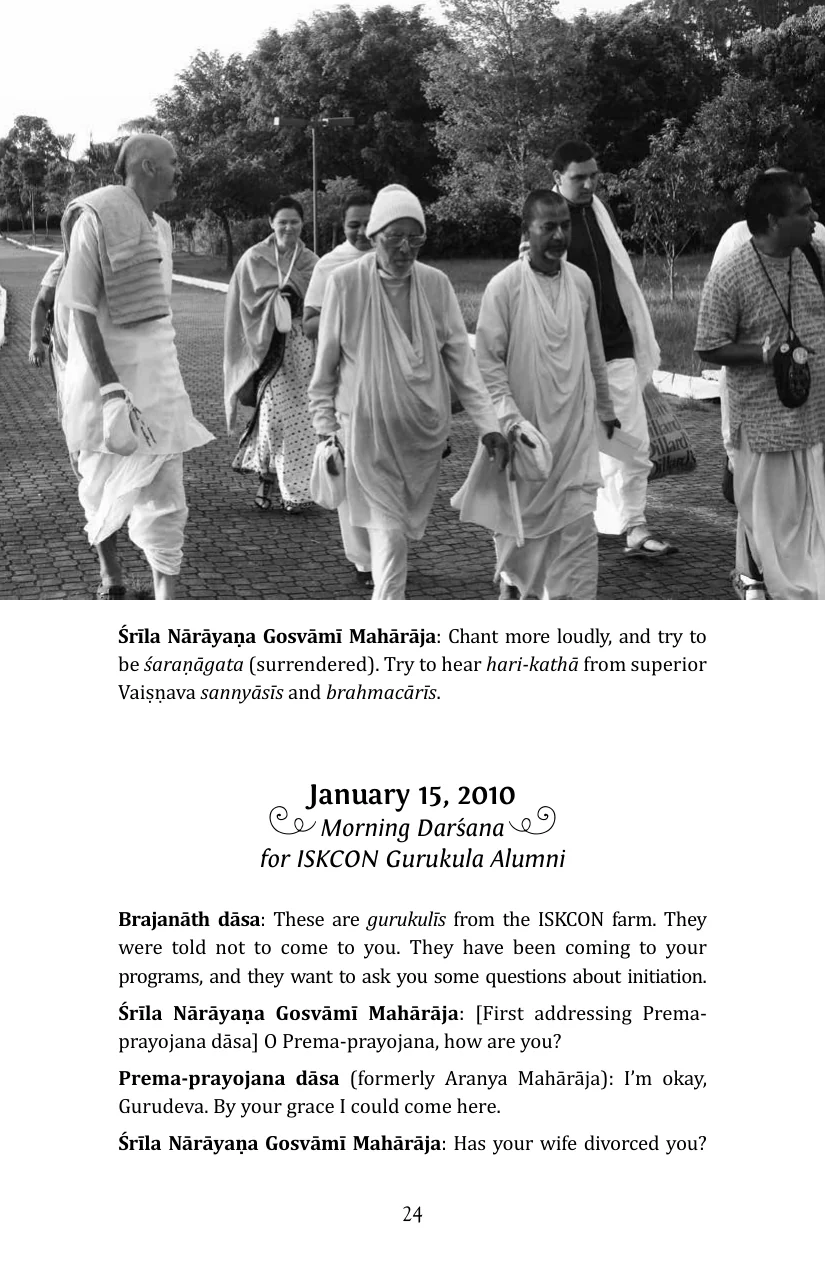 Dillard
Dillard
Śrīla Nārāyaṇa Gosvāmī Mahārāja: Chant more loudly, and try to
be śaraṇāgata (surrendered). Try to hear hari-kathā from superior
Vaiṣṇava sannyāsīs and brahmacārīs.
January 15, 2010
Morning Darśana
for ISKCON Gurukula Alumni
Brajanāth dāsa: These are gurukulīs from the ISKCON farm. They
were told not to come to you. They have been coming to your
programs, and they want to ask you some questions about initiation.
Śrīla Nārāyaṇa Gosvāmī Mahārāja: [First addressing Prema-
prayojana dāsa] O Prema-prayojana, how are you?
Prema-prayojana dāsa (formerly Aranya Mahārāja): I’m okay,
Gurudeva. By your grace I could come here.
Śrīla Nārāyaṇa Gosvāmī Mahārāja: Has your wife divorced you?
24